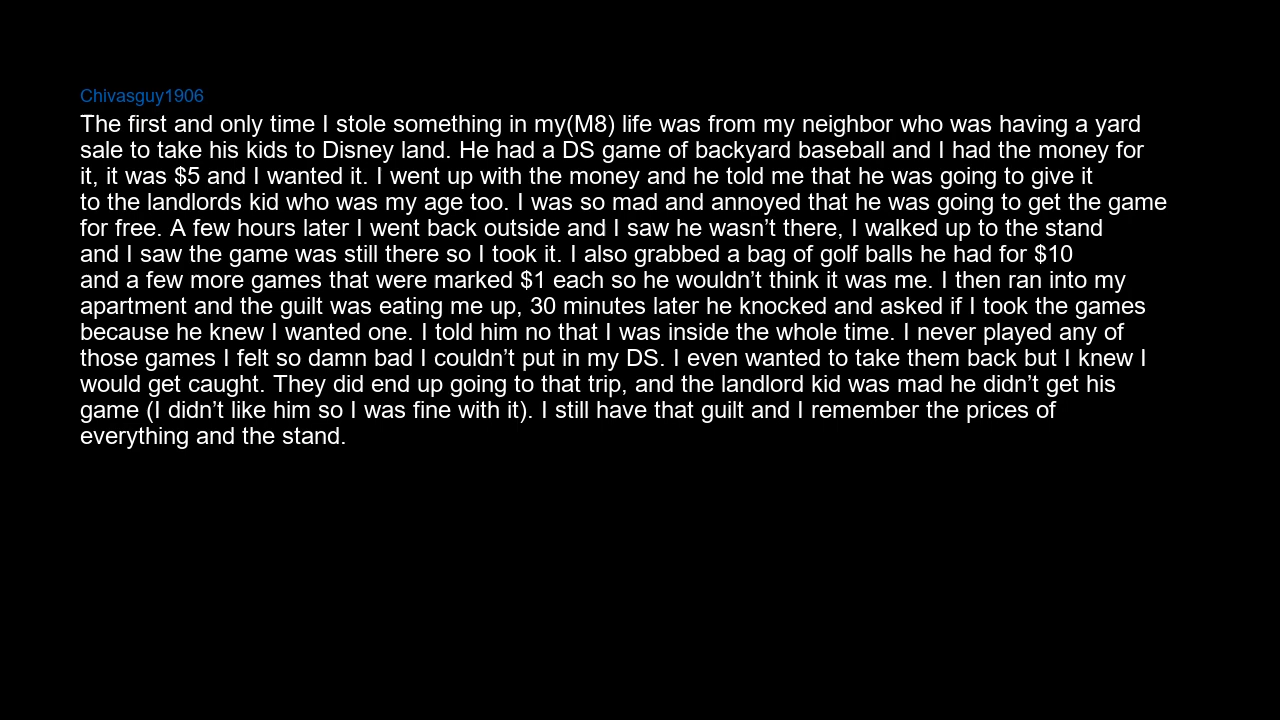 Chivasguy1906
The first and only time I stole something in my(M8) life was from my neighbor who was having a yard
sale to take his kids to Disney land. He had a DS game of backyard baseball and I had the money for
it, it was $5 and I wanted it. I went up with the money and he told me that he was going to give it
to the landlords kid who was my age too. I was so mad and annoyed that he was going to get the game
for free. A few hours later I went back outside and I saw he wasn’t there, I walked up to the stand
and I saw the game was still there so I took it. I also grabbed a bag of golf balls he had for $10
and a few more games that were marked $1 each so he wouldn’t think it was me. I then ran into my
apartment and the guilt was eating me up, 30 minutes later he knocked and asked if I took the games
because he knew I wanted one. I told him no that I was inside the whole time. I never played any of
those games I felt so damn bad I couldn’t put in my DS. I even wanted to take them back but I knew I
would get caught. They did end up going to that trip, and the landlord kid was mad he didn’t get his
game (I didn’t like him so I was fine with it). I still have that guilt and I remember the prices of
everything and the stand.